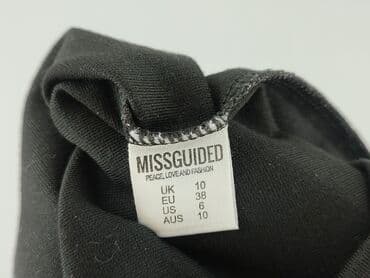 MISSGUIDED
PEACE, LOVE AND FASHION
UK 10
EU 38
US 6
AUS 10